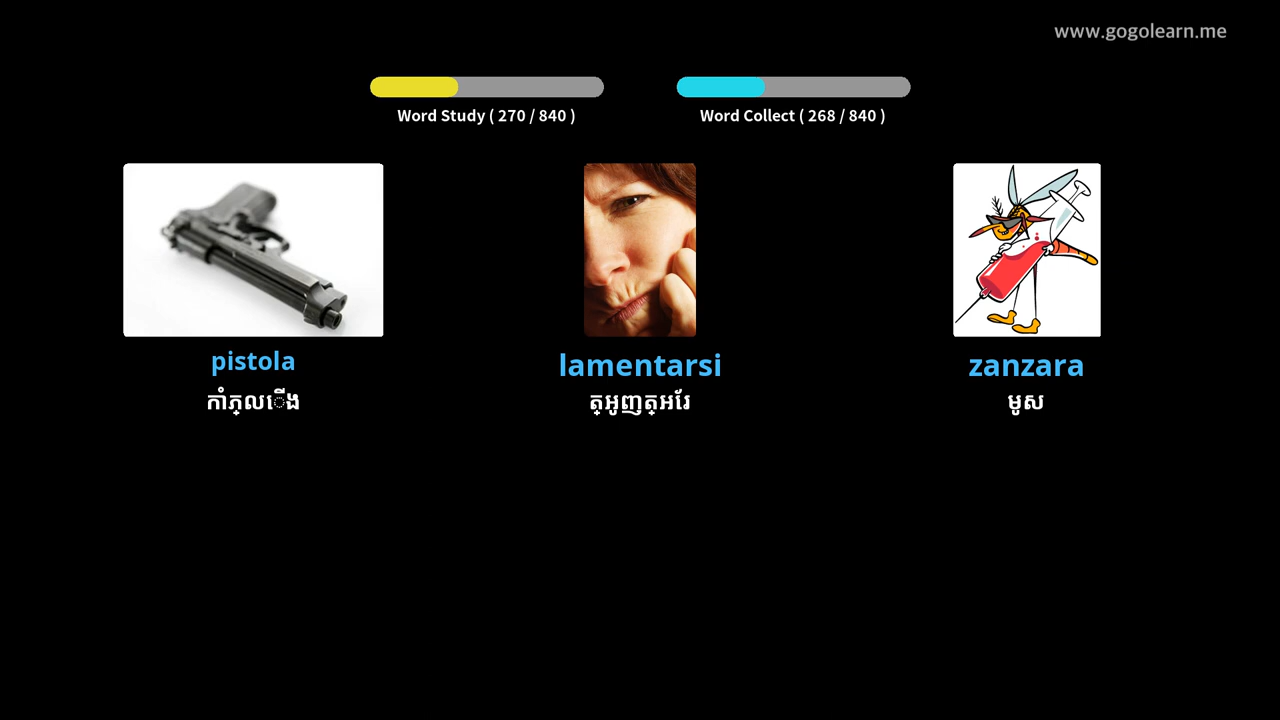 www.gogolearn.me
Word Study ( 270 / 840 )
Word Collect ( 268 / 840 )
pistola
lamentarsi
zanzara
កាំភ្លើង
ត្អូញត្អរែ
មូស